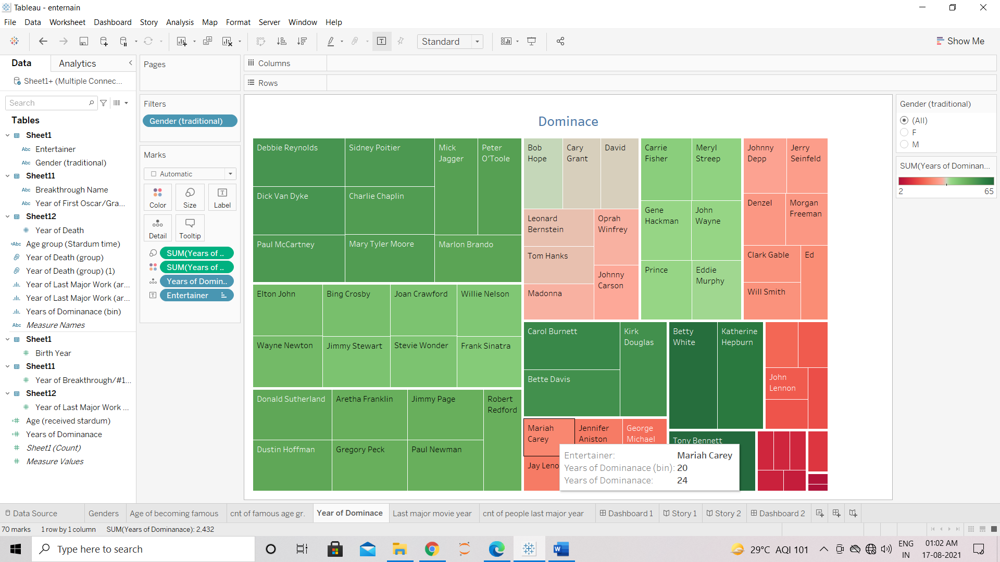 Tableau - enternain
File Data Worksheet Dashboard Story Analysis Map Format Server Window Help
Standard
Show Me
Data Analytics
Sheet1+ (Multiple Connec...
Search
Tables
Sheet1
Abc Entertainer
Abc Gender (traditional)
Sheet11
Abc Breakthrough Name
Abc Year of First Oscar/Gra...
Sheet12
# Year of Death
=Abc Age group (Stardum time)
Year of Death (group)
Year of Death (group) (1)
Year of Last Major Work (ar...
Year of Last Major Work (ar...
Years of Dominanace (bin)
Abc Measure Names
Sheet1
# Birth Year
Sheet11
# Year of Breakthrough/#1...
Sheet12
# Year of Last Major Work ...
=# Age (received stardum)
=# Years of Dominanace
# Sheet1 (Count)
# Measure Values
Pages
Filters
Gender (traditional)
Marks
Automatic
Color Size Label
Detail Tooltip
SUM(Years of ..
SUM(Years of ..
Years of Domin..
Entertainer
Columns
Rows
Dominace
Debbie Reynolds
Sidney Poitier
Mick
Jagger
Peter
O'Toole
Dick Van Dyke
Charlie Chaplin
Paul McCartney
Mary Tyler Moore
Marlon Brando
Elton John
Bing Crosby
Joan Crawford
Willie Nelson
Wayne Newton
Jimmy Stewart
Stevie Wonder
Frank Sinatra
Donald Sutherland
Aretha Franklin
Jimmy Page
Robert
Redford
Dustin Hoffman
Gregory Peck
Paul Newman
Bob
Hope
Cary
Grant
David
Leonard
Bernstein
Oprah
Winfrey
Tom Hanks
Johnny
Carson
Madonna
Carrie
Fisher
Meryl
Streep
Gene
Hackman
John
Wayne
Prince
Eddie
Murphy
Johnny
Depp
Jerry
Seinfeld
Denzel
Morgan
Freeman
Clark Gable
Ed
Will Smith
Carol Burnett
Kirk
Douglas
Bette Davis
Betty
White
Katherine
Hepburn
John
Lennon
Mariah
Carey
Jennifer
Aniston
George
Michael
Jay Leno
Tony Bennett
Entertainer: Mariah Carey
Years of Dominanace (bin): 20
Years of Dominanace: 24
Gender (traditional)
(All)
F
M
SUM(Years of Dominan...
2 65
Data Source Genders Age of becoming famous cnt of famous age gr. Year of Dominace Last major movie year cnt of people last major year Dashboard 1 Story 1 Story 2 Dashboard 2
70 marks 1 row by 1 column SUM(Years of Dominanace): 2,432
Type here to search
29°C AQI 101
ENG
IN
01:02 AM
17-08-2021